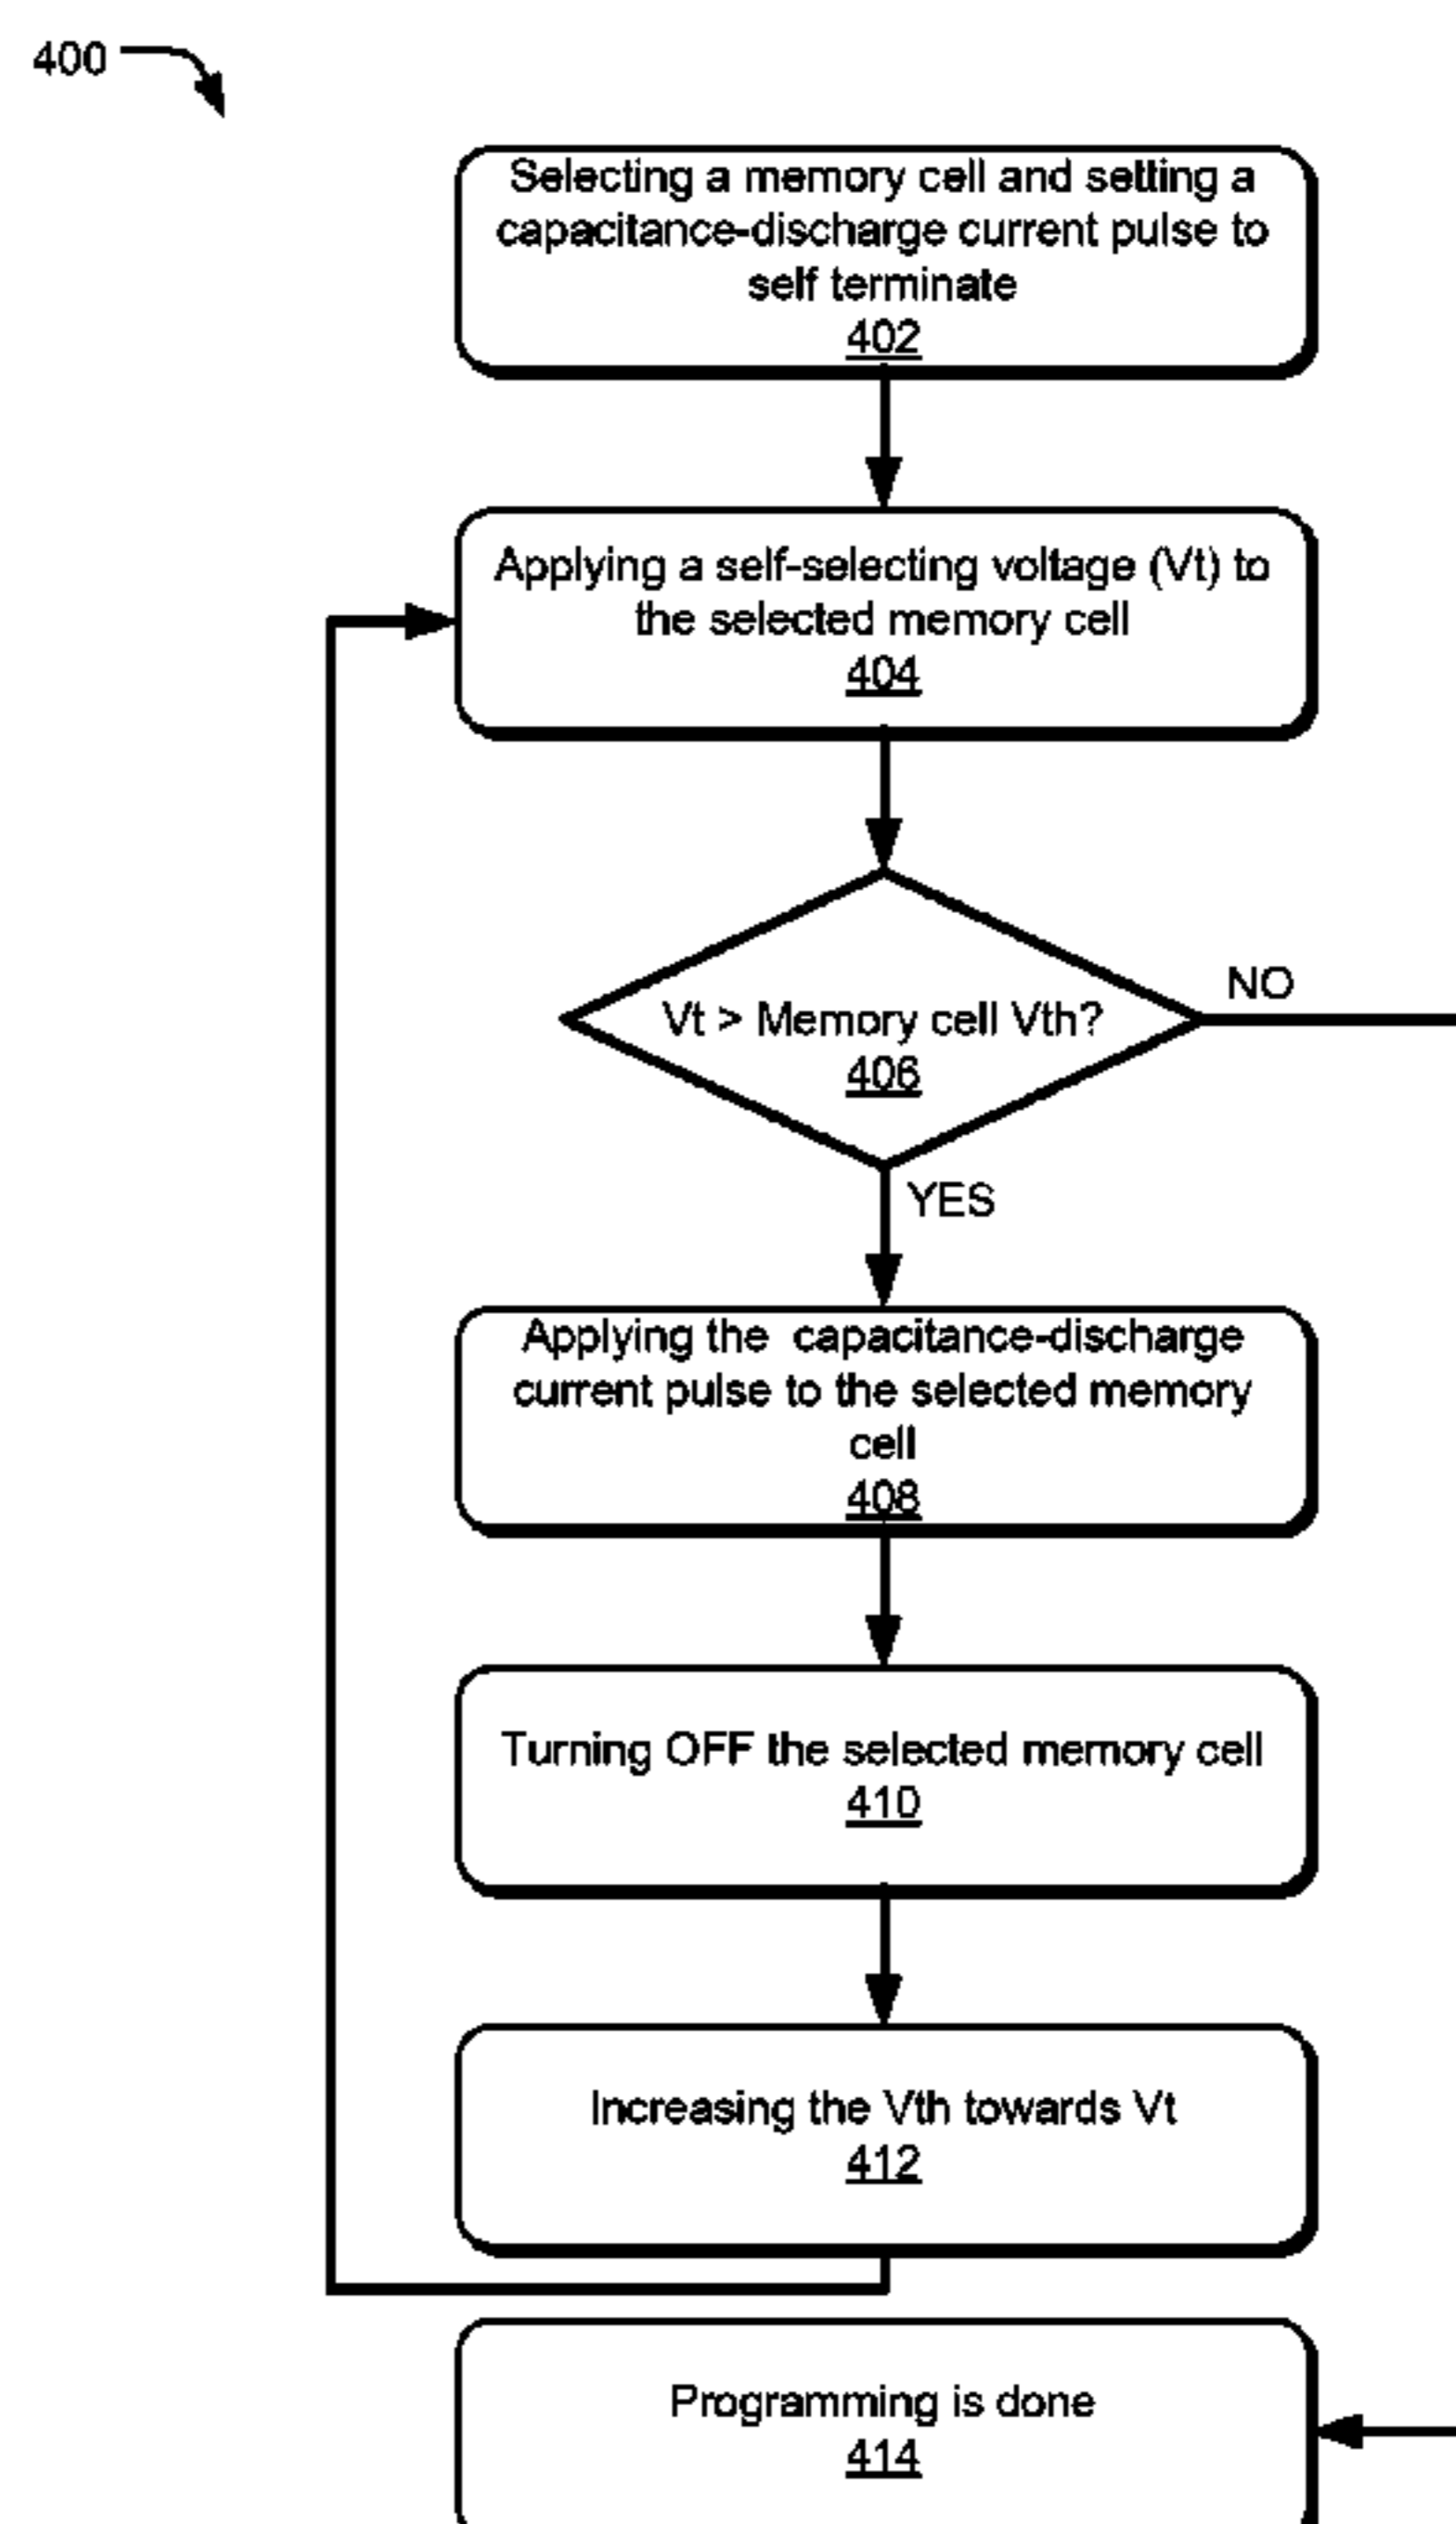 400
Selecting a memory cell and setting a
capacitance-discharge current pulse to
self terminate
402
Applying a self-selecting voltage (Vt) to
the selected memory cell
404
Vt > Memory cell Vth?
406
NO
YES
Applying the capacitance-discharge
current pulse to the selected memory
cell
408
Turning OFF the selected memory cell
410
Increasing the Vth towards Vt
412
Programming is done
414